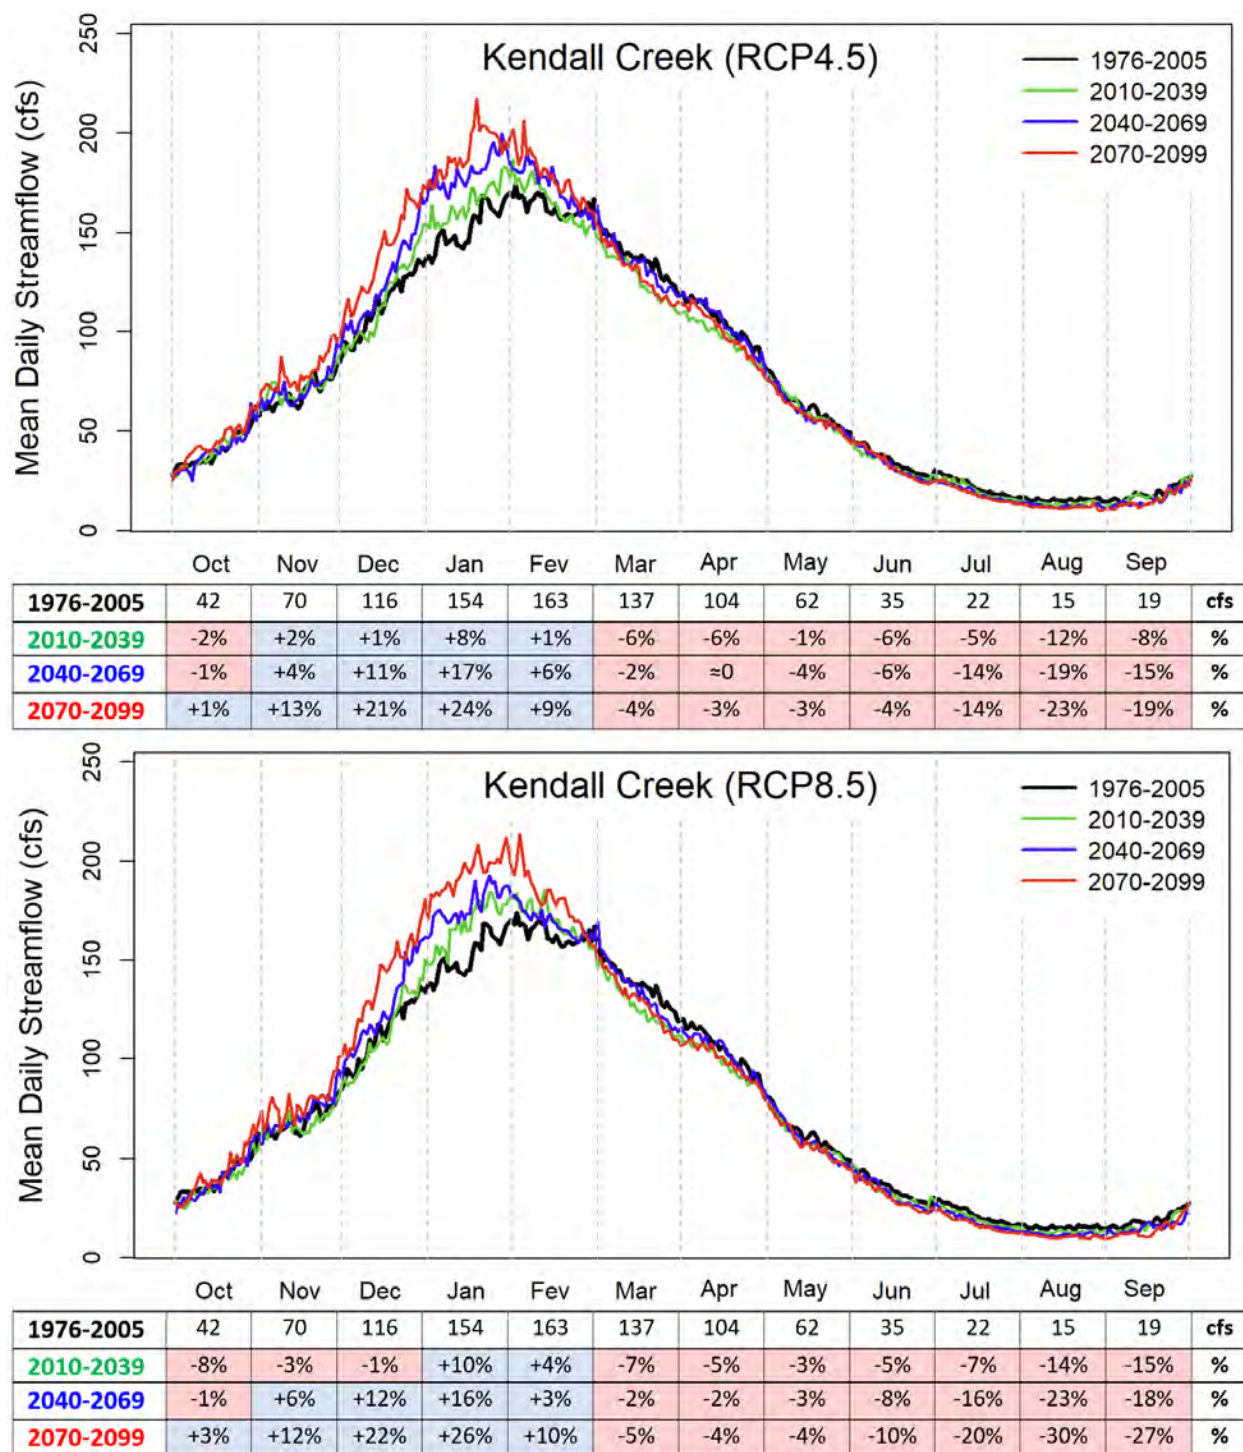 Kendall Creek (RCP4.5)
1976-2005
2010-2039
2040-2069
2070-2099
Mean Daily Streamflow (cfs)
250
200
150
100
50
0
Oct Nov Dec Jan Fev Mar Apr May Jun Jul Aug Sep
1976-2005 42 70 116 154 163 137 104 62 35 22 15 19 cfs
2010-2039 -2% +2% +1% +8% +1% -6% -6% -1% -6% -5% -12% -8% %
2040-2069 -1% +4% +11% +17% +6% -2% ≈0 -4% -6% -14% -19% -15% %
2070-2099 +1% +13% +21% +24% +9% -4% -3% -3% -4% -14% -23% -19% %
Kendall Creek (RCP8.5)
1976-2005
2010-2039
2040-2069
2070-2099
Mean Daily Streamflow (cfs)
250
200
150
100
50
0
Oct Nov Dec Jan Fev Mar Apr May Jun Jul Aug Sep
1976-2005 42 70 116 154 163 137 104 62 35 22 15 19 cfs
2010-2039 -8% -3% -1% +10% +4% -7% -5% -3% -5% -7% -14% -15% %
2040-2069 -1% +6% +12% +16% +3% -2% -2% -3% -8% -16% -23% -18% %
2070-2099 +3% +12% +22% +26% +10% -5% -4% -4% -10% -20% -30% -27% %